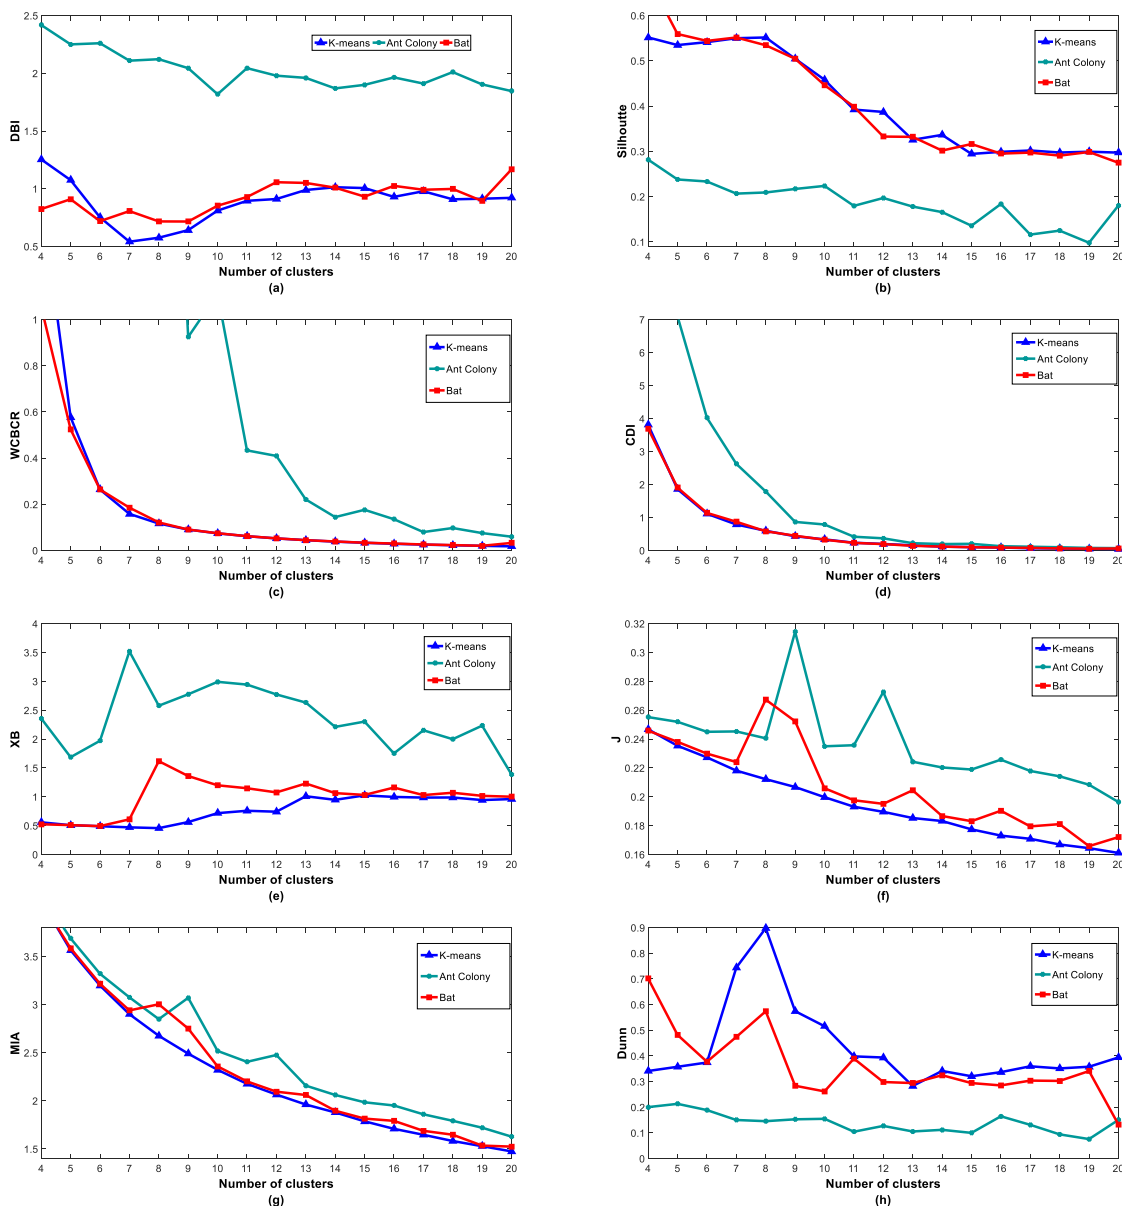 2.5
2
1.5
1
0.5
DBI
K-means Ant Colony Bat
4 5 6 7 8 9 10 11 12 13 14 15 16 17 18 19 20
Number of clusters
(a)
0.6
0.5
0.4
0.3
0.2
0.1
Silhoutte
K-means
Ant Colony
Bat
4 5 6 7 8 9 10 11 12 13 14 15 16 17 18 19 20
Number of clusters
(b)
1
0.8
0.6
0.4
0.2
0
WCBCR
K-means
Ant Colony
Bat
4 5 6 7 8 9 10 11 12 13 14 15 16 17 18 19 20
Number of clusters
(c)
7
6
5
4
3
2
1
0
CDI
K-means
Ant Colony
Bat
4 5 6 7 8 9 10 11 12 13 14 15 16 17 18 19 20
Number of clusters
(d)
4
3.5
3
2.5
2
1.5
1
0.5
0
XB
K-means
Ant Colony
Bat
4 5 6 7 8 9 10 11 12 13 14 15 16 17 18 19 20
Number of clusters
(e)
0.32
0.3
0.28
0.26
0.24
0.22
0.2
0.18
0.16
J
K-means
Ant Colony
Bat
4 5 6 7 8 9 10 11 12 13 14 15 16 17 18 19 20
Number of clusters
(f)
3.5
3
2.5
2
1.5
MIA
K-means
Ant Colony
Bat
4 5 6 7 8 9 10 11 12 13 14 15 16 17 18 19 20
Number of clusters
(g)
0.9
0.8
0.7
0.6
0.5
0.4
0.3
0.2
0.1
0
Dunn
K-means
Ant Colony
Bat
4 5 6 7 8 9 10 11 12 13 14 15 16 17 18 19 20
Number of clusters
(h)